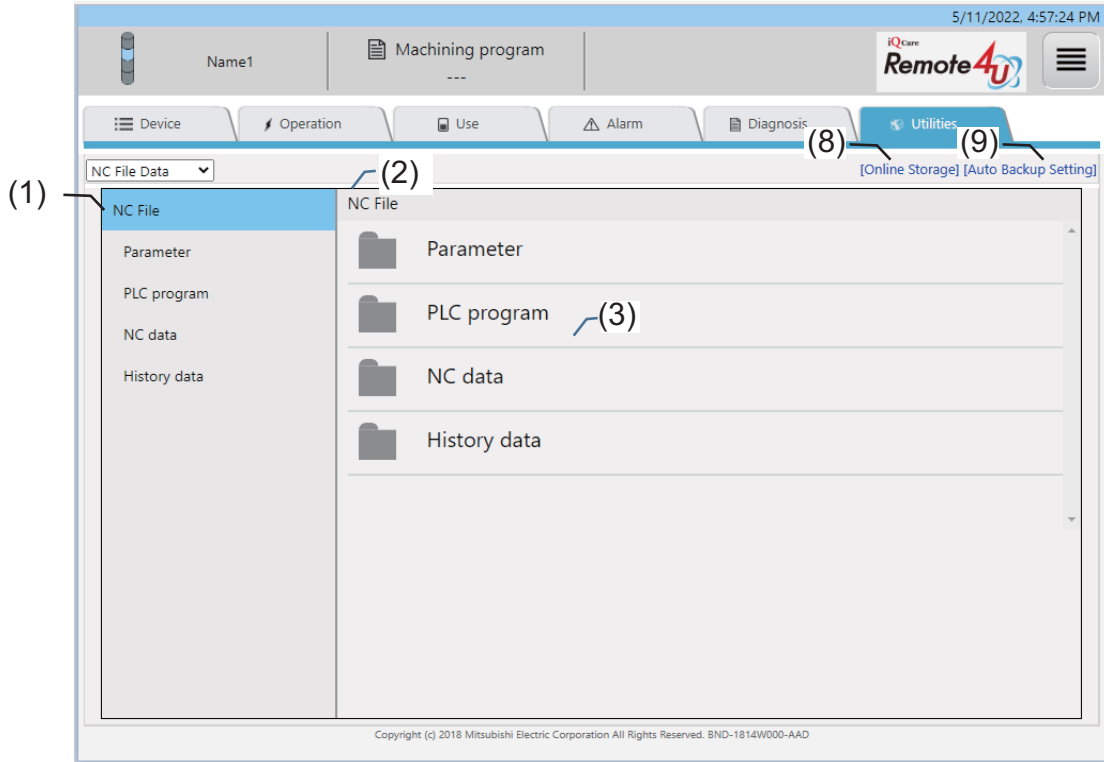 5/11/2022, 4:57:24 PM
Name1
Machining program
---
iQ Care
Remote4U
Device
Operation
Use
Alarm
Diagnosis
Utilities
(8)
(9)
NC File Data
[Online Storage] [Auto Backup Setting]
(1)
(2)
NC File
Parameter
PLC program
NC data
History data
NC File
Parameter
PLC program
(3)
NC data
History data
Copyright (c) 2018 Mitsubishi Electric Corporation All Rights Reserved. BND-1814W000-AAD